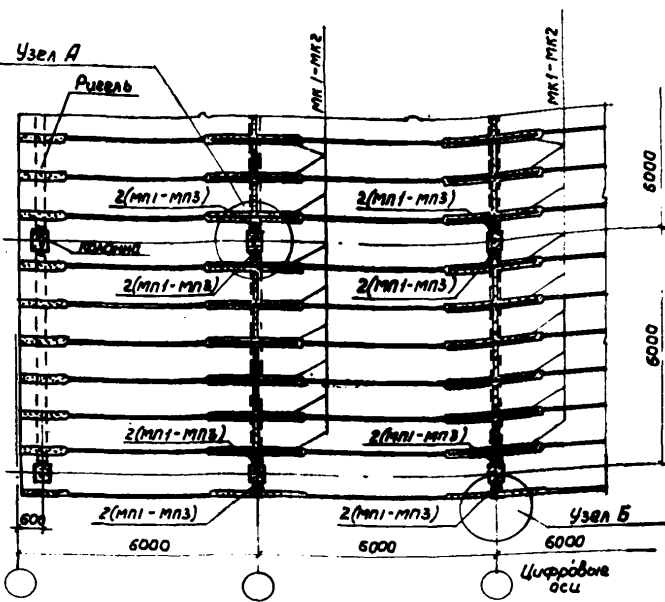 Узел А
Ригель
МК 1-МК2
МК1-МК2
2(МП1-МП3)
2(МП1-МП3)
колонна
2(МП1-МП3)
2(МП1-МП3)
6000
6000
2(МП1-МП3)
2(МП1-МП3)
2(МП1-МП3)
2(МП1-МП3)
Узел Б
600
6000
6000
6000
Цифровые
оси